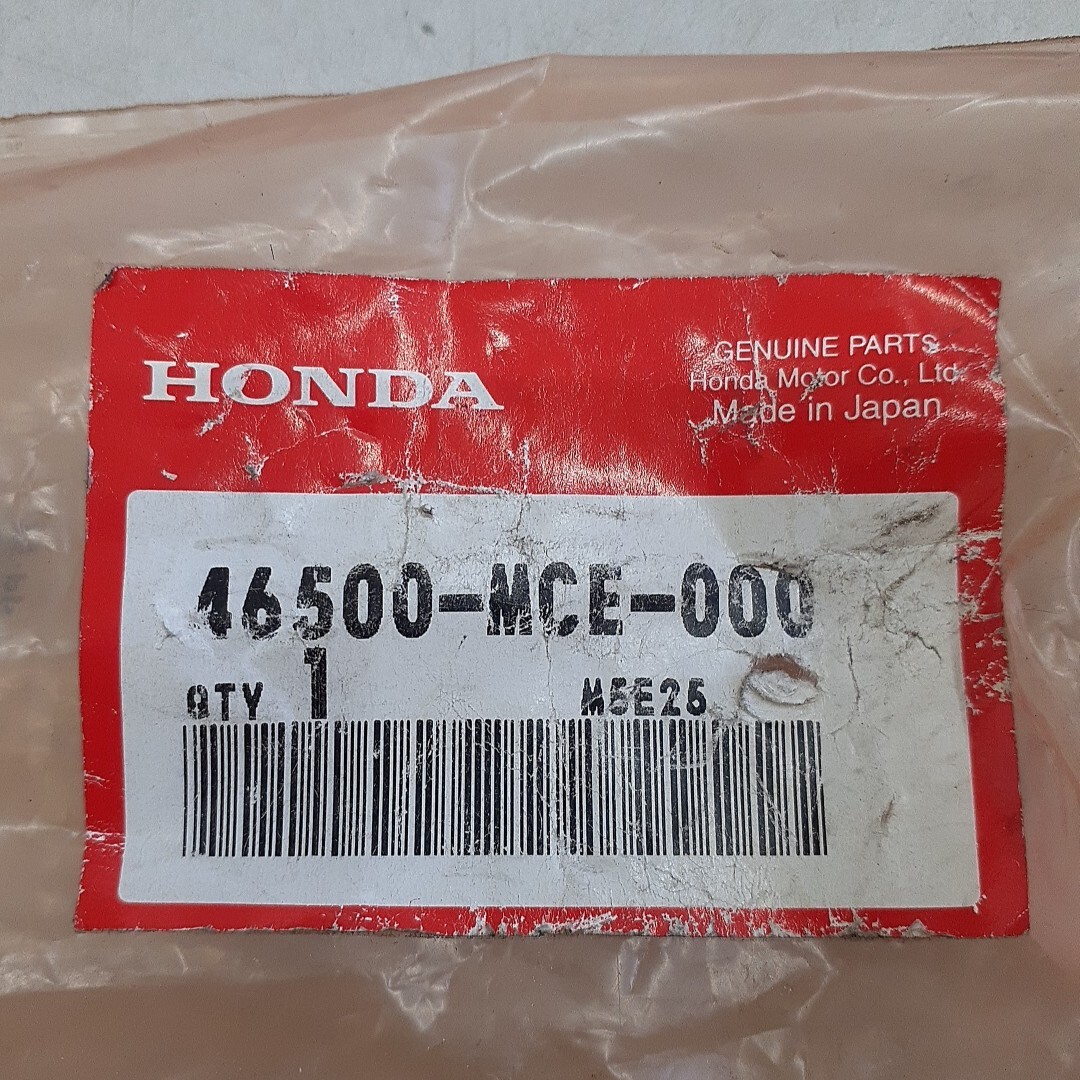 HONDA
GENUINE PARTS
Honda Motor Co., Ltd.
Made in Japan
46500-MCE-000
QTY 1 M5E25